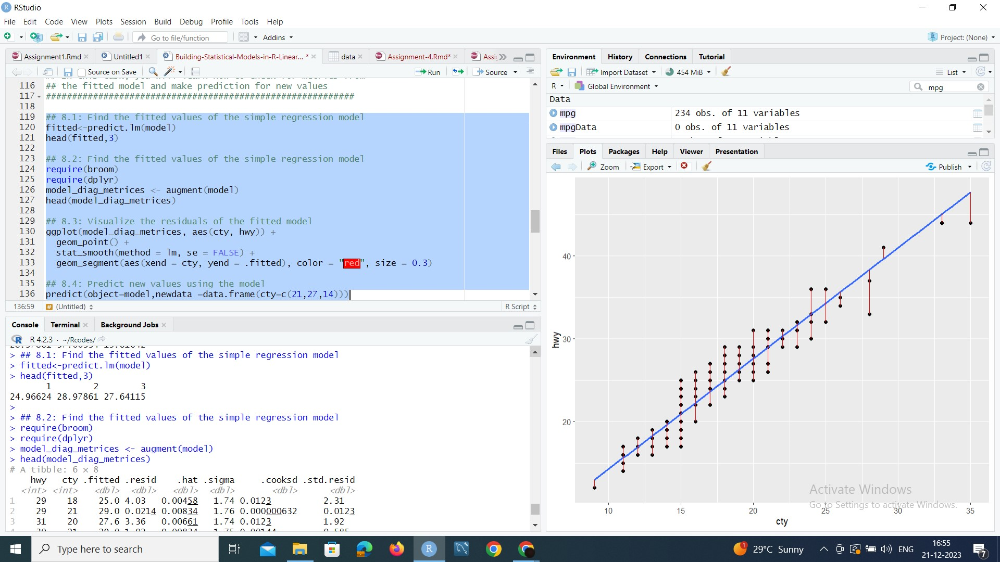 RStudio
File Edit Code View Plots Session Build Debug Profile Tools Help
Go to file/function Addins Project: (None)
Assignment1.Rmd Untitled1 Building-Statistical-Models-in-R-Linear... * data Assignment-4.Rmd* Assi
Source on Save Run Source
116 ## the fitted model and make prediction for new values
117 ###########################################################
118
119 ## 8.1: Find the fitted values of the simple regression model
120 fitted<-predict.lm(model)
121 head(fitted,3)
122
123 ## 8.2: Find the fitted values of the simple regression model
124 require(broom)
125 require(dplyr)
126 model_diag_metrices <- augment(model)
127 head(model_diag_metrices)
128
129 ## 8.3: Visualize the residuals of the fitted model
130 ggplot(model_diag_metrices, aes(cty, hwy)) +
131 geom_point() +
132 stat_smooth(method = lm, se = FALSE) +
133 geom_segment(aes(xend = cty, yend = .fitted), color = "red", size = 0.3)
134
135 ## 8.4: Predict new values using the model
136 predict(object=model,newdata =data.frame(cty=c(21,27,14)))
136:59 # (Untitled) R Script
Console Terminal Background Jobs
R 4.2.3 · ~/Rcodes/
> ## 8.1: Find the fitted values of the simple regression model
> fitted<-predict.lm(model)
> head(fitted,3)
1 2 3
24.96624 28.97861 27.64115
>
> ## 8.2: Find the fitted values of the simple regression model
> require(broom)
> require(dplyr)
> model_diag_metrices <- augment(model)
> head(model_diag_metrices)
# A tibble: 6 × 8
hwy cty .fitted .resid .hat .sigma .cooksd .std.resid
<int> <int> <dbl> <dbl> <dbl> <dbl> <dbl> <dbl>
1 29 18 25.0 4.03 0.00458 1.74 0.0123 2.31
2 29 21 29.0 0.0214 0.00834 1.76 0.000000632 0.0123
3 31 20 27.6 3.36 0.00661 1.74 0.0123 1.92
Environment History Connections Tutorial
Import Dataset 454 MiB List
R Global Environment mpg
Data
mpg 234 obs. of 11 variables
mpgData 0 obs. of 11 variables
Files Plots Packages Help Viewer Presentation
Zoom Export Publish
hwy
40
30
20
10 15 20 25 30 35
cty
Activate Windows
Go to Settings to activate Windows.
Type here to search
1 29°C Sunny ENG 16:55
21-12-2023
7